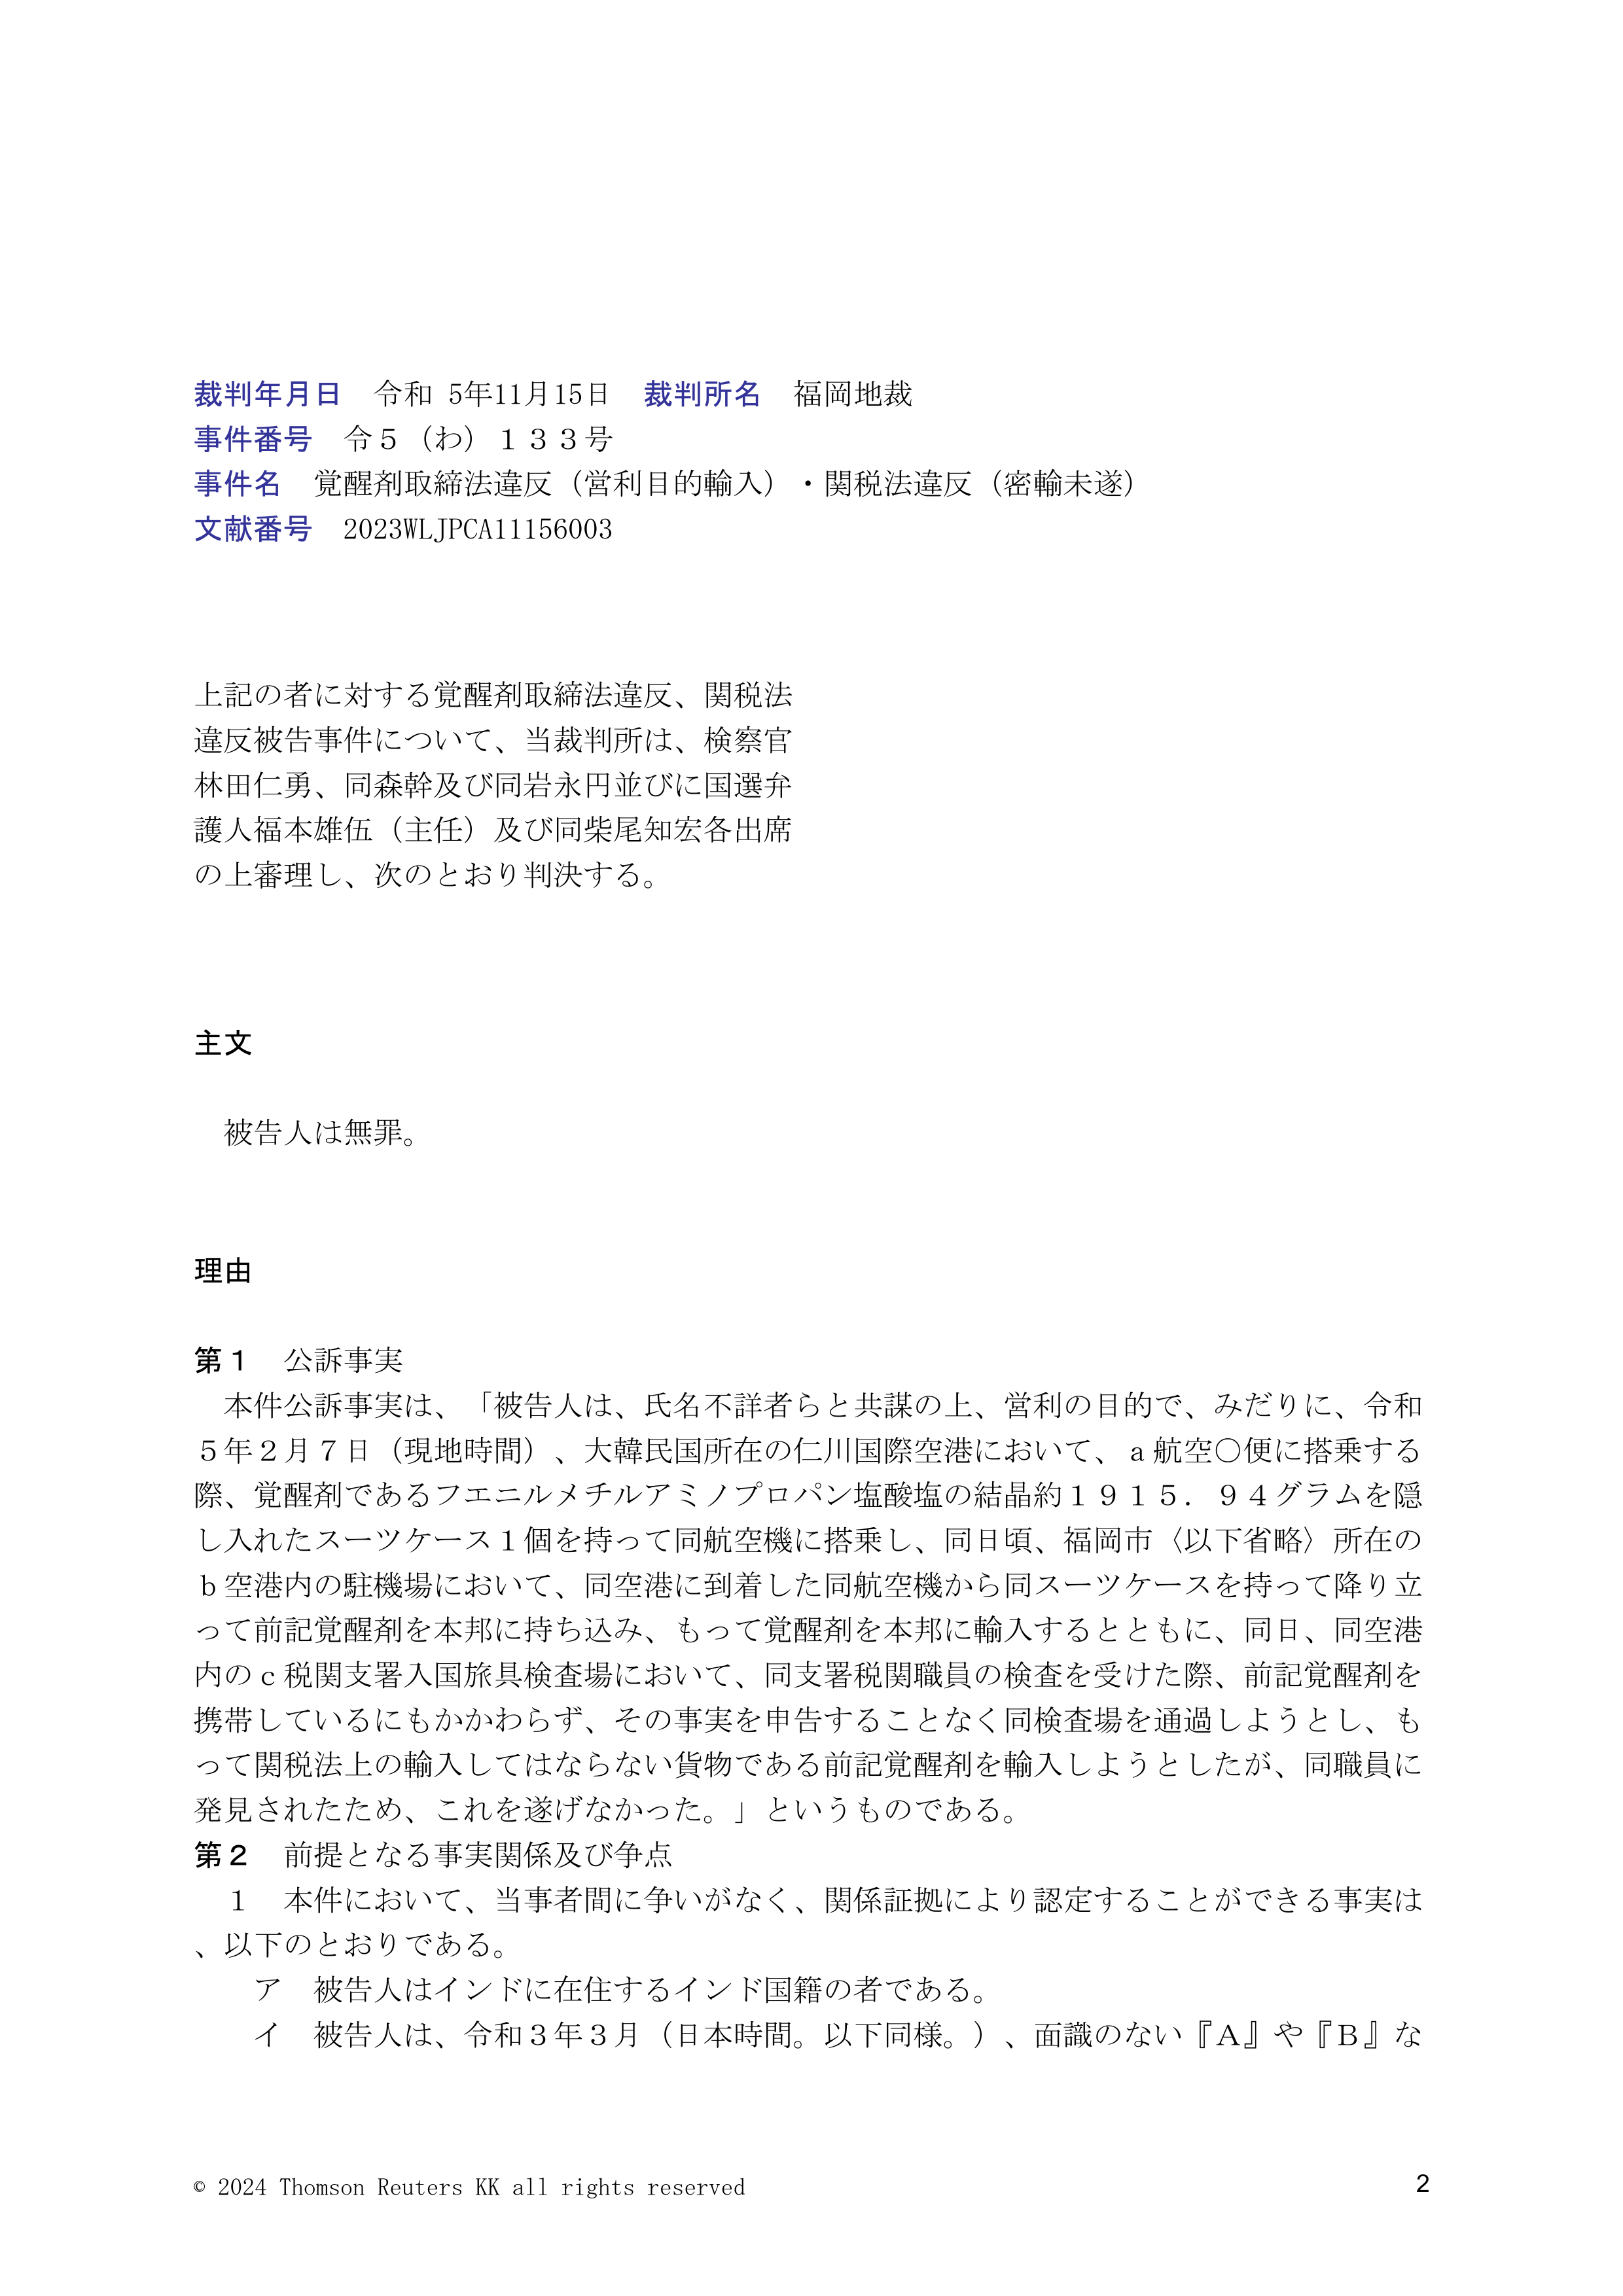 裁判年月日　令和 5年11月15日　裁判所名　福岡地裁
事件番号　令５（わ）１３３号
事件名　覚醒剤取締法違反（営利目的輸入）・関税法違反（密輸未遂）
文献番号　2023WLJPCA11156003
上記の者に対する覚醒剤取締法違反、関税法
違反被告事件について、当裁判所は、検察官
林田仁勇、同森幹及び同岩永円並びに国選弁
護人福本雄伍（主任）及び同柴尾知宏各出席
の上審理し、次のとおり判決する。
主文
　被告人は無罪。
理由
第１　公訴事実
　本件公訴事実は、「被告人は、氏名不詳者らと共謀の上、営利の目的で、みだりに、令和
５年２月７日（現地時間）、大韓民国所在の仁川国際空港において、ａ航空〇便に搭乗する
際、覚醒剤であるフエニルメチルアミノプロパン塩酸塩の結晶約１９１５．９４グラムを隠
し入れたスーツケース１個を持って同航空機に搭乗し、同日頃、福岡市〈以下省略〉所在の
ｂ空港内の駐機場において、同空港に到着した同航空機から同スーツケースを持って降り立
って前記覚醒剤を本邦に持ち込み、もって覚醒剤を本邦に輸入するとともに、同日、同空港
内のｃ税関支署入国旅具検査場において、同支署税関職員の検査を受けた際、前記覚醒剤を
携帯しているにもかかわらず、その事実を申告することなく同検査場を通過しようとし、も
って関税法上の輸入してはならない貨物である前記覚醒剤を輸入しようとしたが、同職員に
発見されたため、これを遂げなかった。」というものである。
第２　前提となる事実関係及び争点
　１　本件において、当事者間に争いがなく、関係証拠により認定することができる事実は
、以下のとおりである。
　　ア　被告人はインドに在住するインド国籍の者である。
　　イ　被告人は、令和３年３月（日本時間。以下同様。）、面識のない『Ａ』や『Ｂ』な
© 2024 Thomson Reuters KK all rights reserved
2